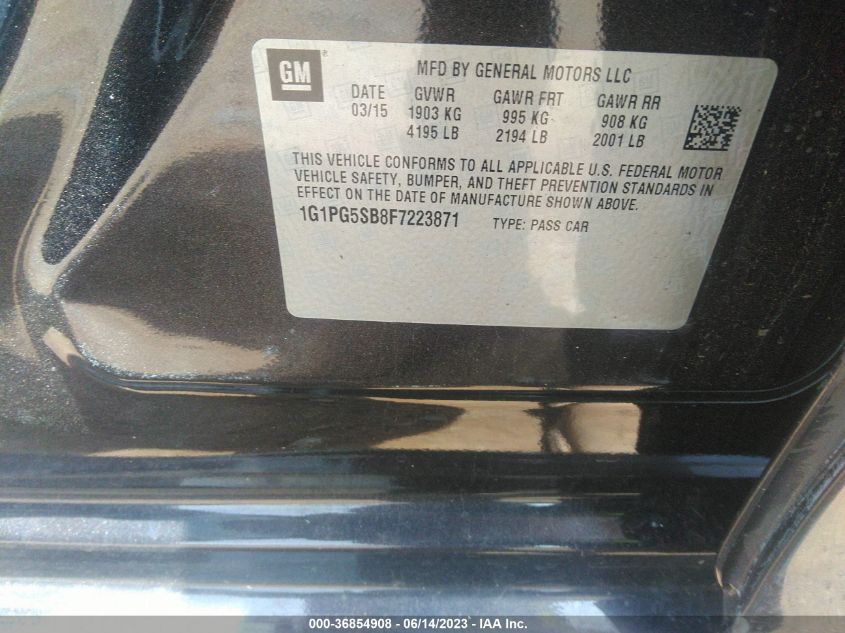 GM
®
MFD BY GENERAL MOTORS LLC
DATE GVWR GAWR FRT GAWR RR
03/15 1903 KG 995 KG 908 KG
4195 LB 2194 LB 2001 LB
THIS VEHICLE CONFORMS TO ALL APPLICABLE U.S. FEDERAL MOTOR
VEHICLE SAFETY, BUMPER, AND THEFT PREVENTION STANDARDS IN
EFFECT ON THE DATE OF MANUFACTURE SHOWN ABOVE.
1G1PG5SB8F7223871 TYPE: PASS CAR
000-36854908 - 06/14/2023 - IAA Inc.